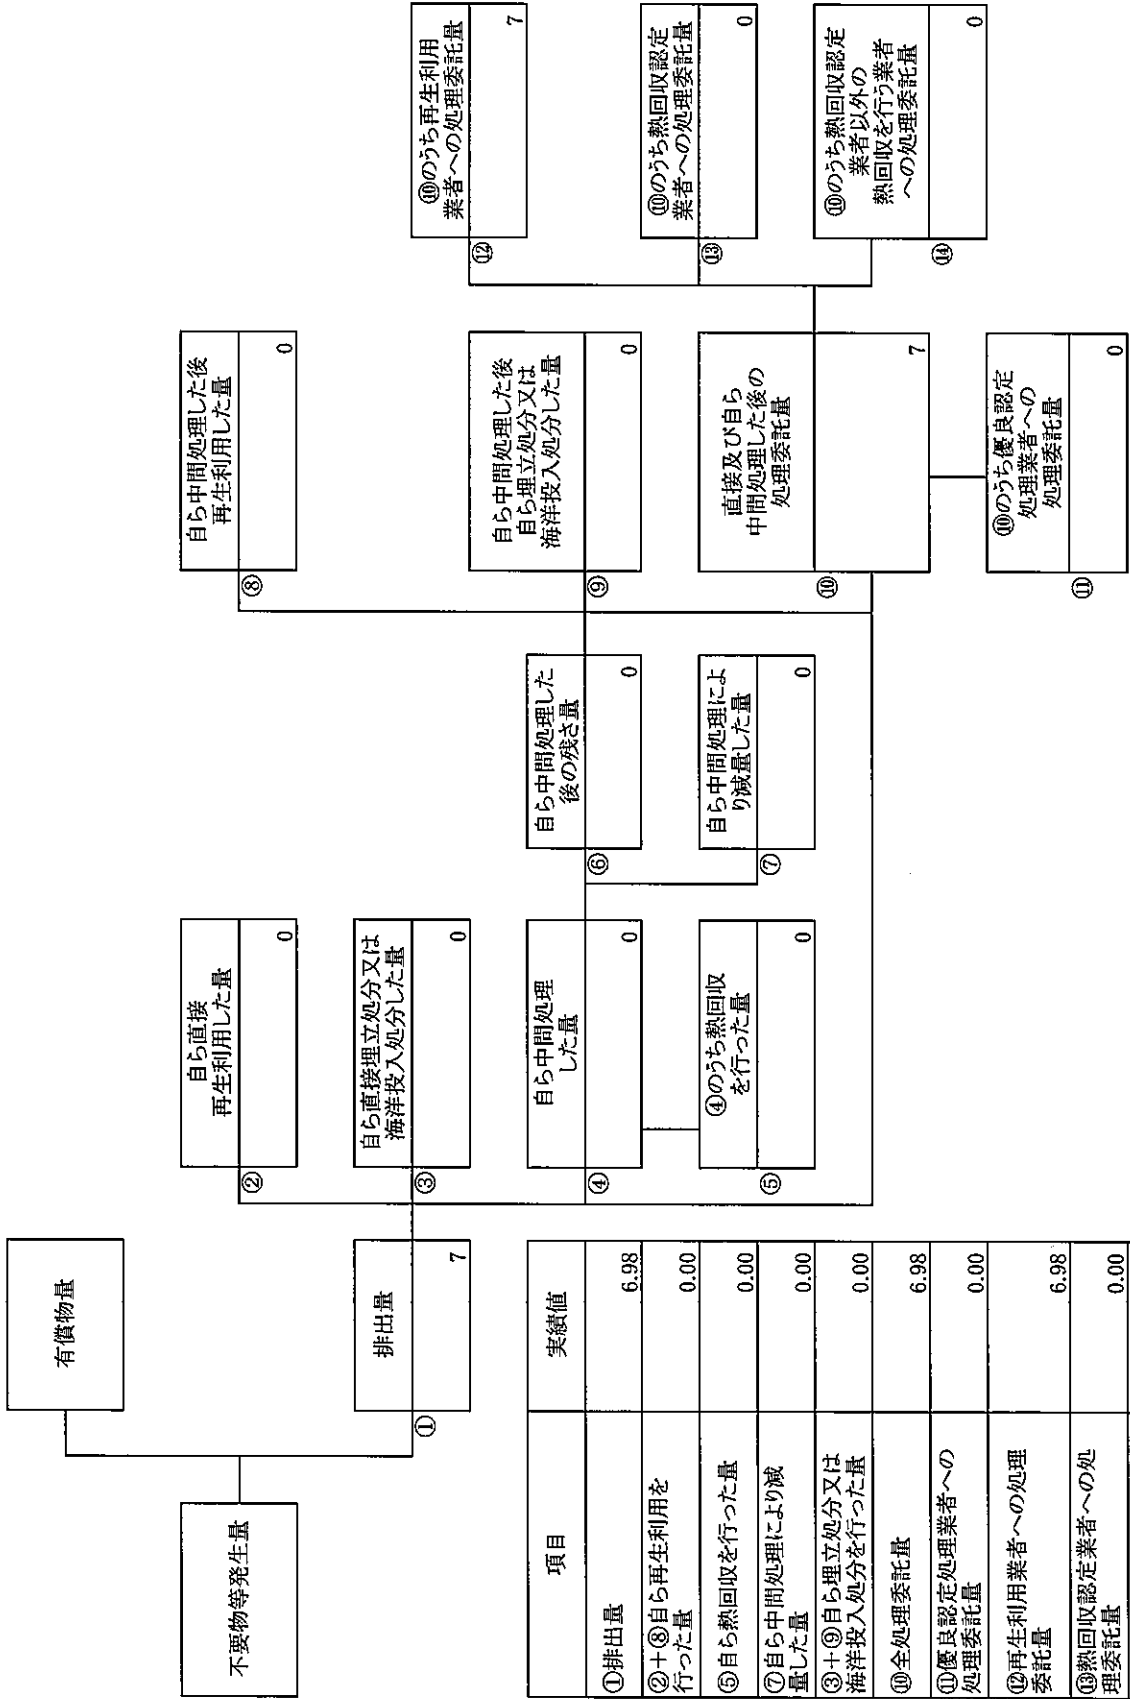 不要物等発生量
有償物量
排出量
①
7
自ら直接
再生利用した量
②
0
自ら直接埋立処分又は
海洋投入処分した量
③
0
自ら中間処理
した量
④
0
④のうち熱回収
を行った量
⑤
0
自ら中間処理した
後の残さ量
⑥
0
自ら中間処理によ
り減量した量
⑦
0
自ら中間処理した後
再生利用した量
⑧
0
自ら中間処理した後
自ら埋立処分又は
海洋投入処分した量
⑨
0
直接及び自ら
中間処理した後の
処理委託量
⑩
7
⑩のうち優良認定
処理業者への
処理委託量
⑪
0
⑩のうち再生利用
業者への処理委託量
⑫
7
⑩のうち熱回収認定
業者への処理委託量
⑬
0
⑩のうち熱回収認定
業者以外の
熱回収を行う業者
への処理委託量
⑭
0
項目 実績値
①排出量 6.98
②+⑧自ら再生利用を
行った量 0.00
⑤自ら熱回収を行った量 0.00
⑦自ら中間処理により減
量した量 0.00
③+⑨自ら埋立処分又は
海洋投入処分を行った量 0.00
⑩全処理委託量 6.98
⑪優良認定処理業者への
処理委託量 0.00
⑫再生利用業者への処理
委託量 6.98
⑬熱回収認定業者への処
理委託量 0.00